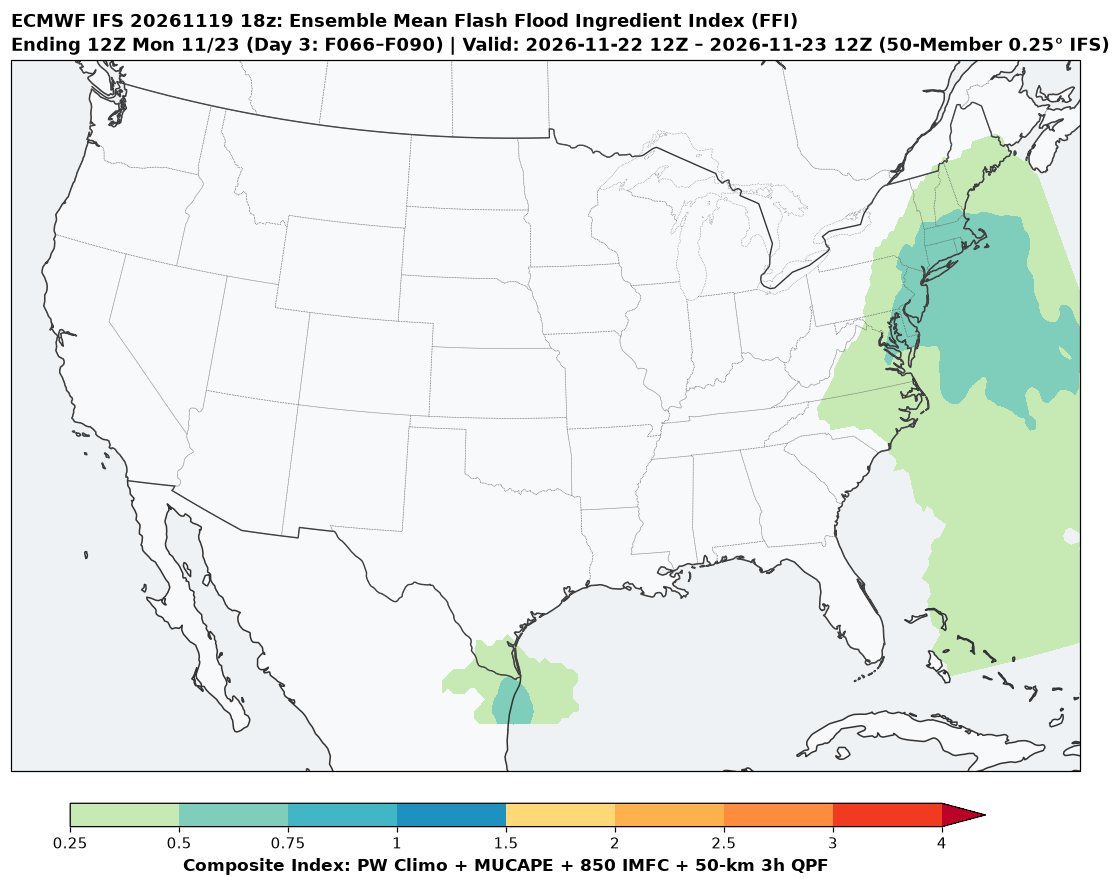 ECMWF IFS 20261119 18z: Ensemble Mean Flash Flood Ingredient Index (FFI)
Ending 12Z Mon 11/23 (Day 3: F066–F090) | Valid: 2026-11-22 12Z – 2026-11-23 12Z (50-Member 0.25° IFS)
0.25 0.5 0.75 1 1.5 2 2.5 3 4
Composite Index: PW Climo + MUCAPE + 850 IMFC + 50-km 3h QPF